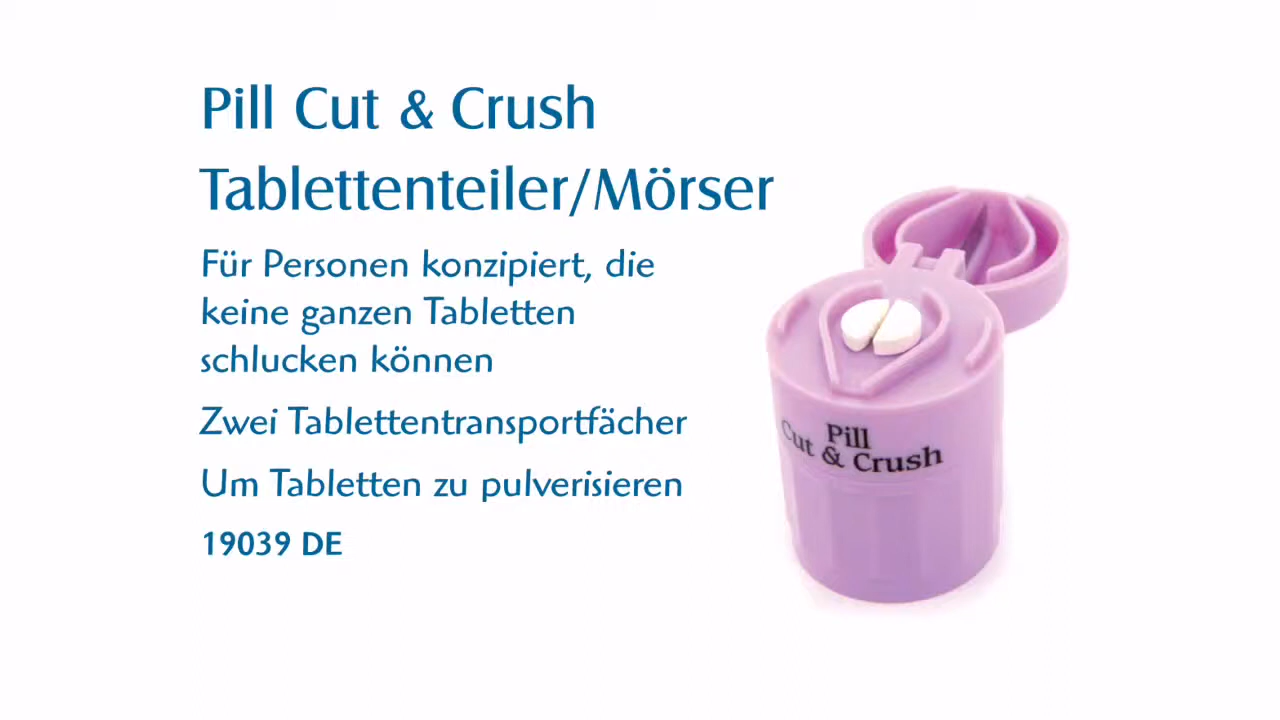 Pill Cut & Crush
Tablettenteiler/Mörser
Für Personen konzipiert, die
keine ganzen Tabletten
schlucken können
Zwei Tablettentransportfächer
Um Tabletten zu pulverisieren
19039 DE
Pill
Cut & Crush